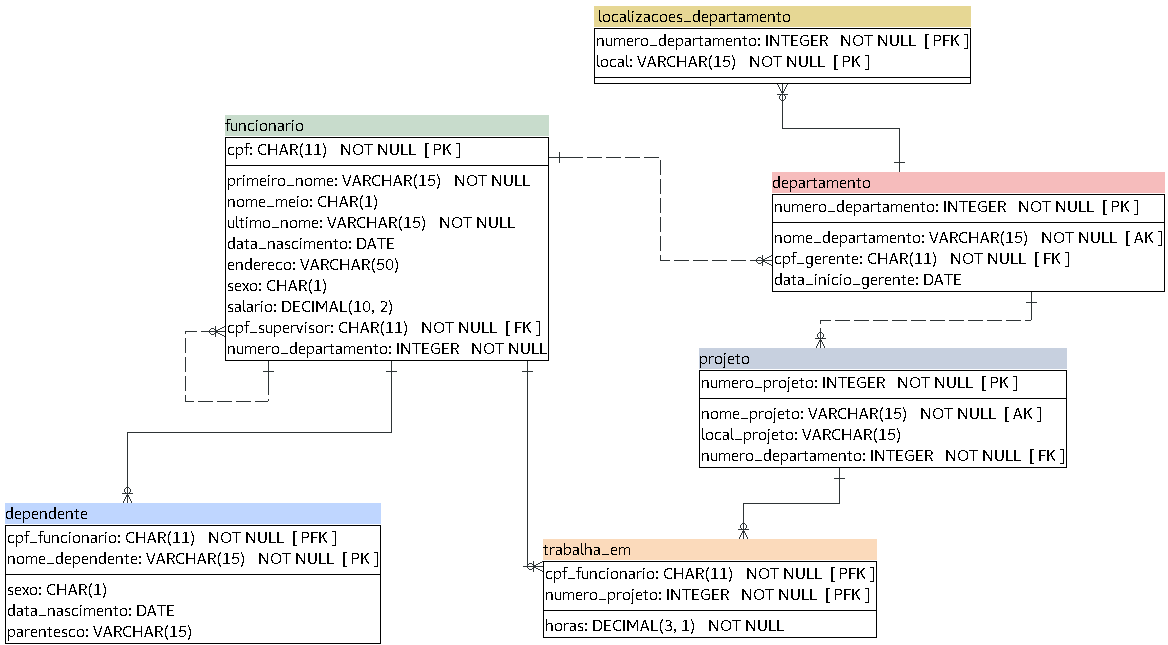 localizacoes_departamento
numero_departamento: INTEGER NOT NULL [ PFK ]
local: VARCHAR(15) NOT NULL [ PK ]
funcionario
cpf: CHAR(11) NOT NULL [ PK ]
primeiro_nome: VARCHAR(15) NOT NULL
nome_meio: CHAR(1)
ultimo_nome: VARCHAR(15) NOT NULL
data_nascimento: DATE
endereco: VARCHAR(50)
sexo: CHAR(1)
salario: DECIMAL(10, 2)
cpf_supervisor: CHAR(11) NOT NULL [ FK ]
numero_departamento: INTEGER NOT NULL
departamento
numero_departamento: INTEGER NOT NULL [ PK ]
nome_departamento: VARCHAR(15) NOT NULL [ AK ]
cpf_gerente: CHAR(11) NOT NULL [ FK ]
data_inicio_gerente: DATE
projeto
numero_projeto: INTEGER NOT NULL [ PK ]
nome_projeto: VARCHAR(15) NOT NULL [ AK ]
local_projeto: VARCHAR(15)
numero_departamento: INTEGER NOT NULL [ FK ]
dependente
cpf_funcionario: CHAR(11) NOT NULL [ PFK ]
nome_dependente: VARCHAR(15) NOT NULL [ PK ]
sexo: CHAR(1)
data_nascimento: DATE
parentesco: VARCHAR(15)
trabalha_em
cpf_funcionario: CHAR(11) NOT NULL [ PFK ]
numero_projeto: INTEGER NOT NULL [ PFK ]
horas: DECIMAL(3, 1) NOT NULL